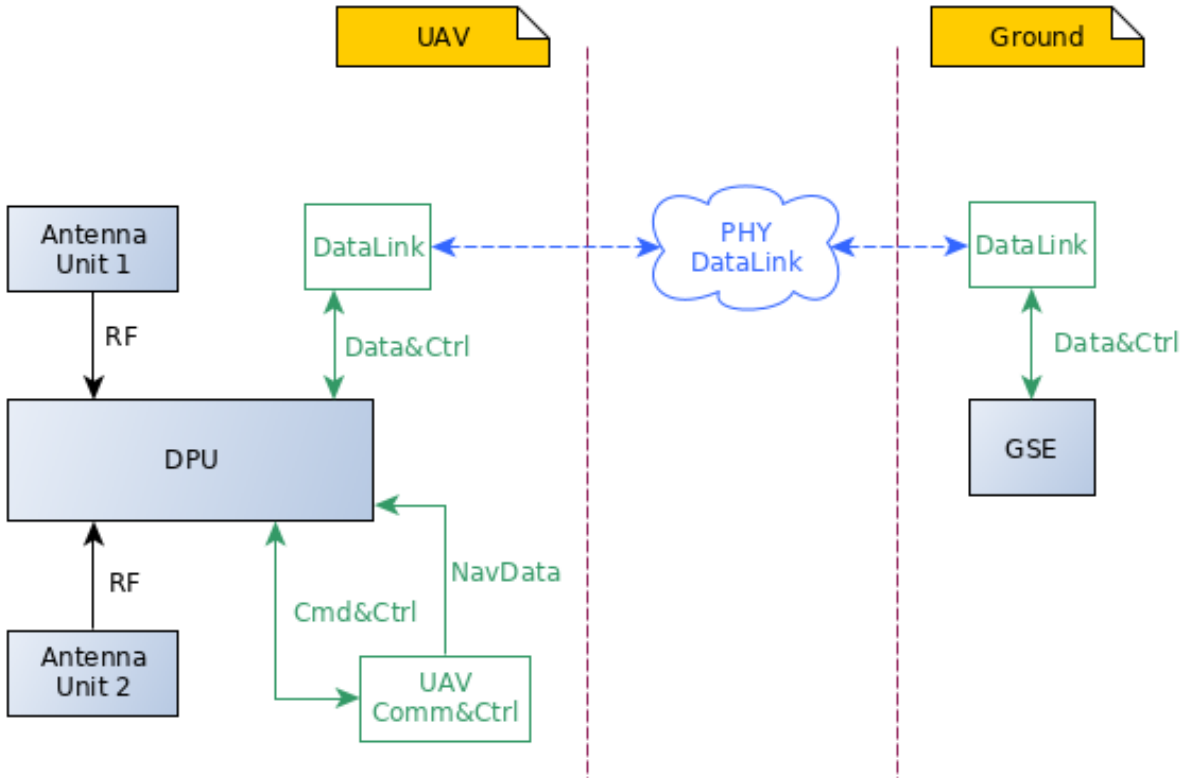 UAV
Ground
Antenna
Unit 1
DataLink
PHY
DataLink
DataLink
RF
Data&Ctrl
Data&Ctrl
DPU
GSE
RF
NavData
Cmd&Ctrl
Antenna
Unit 2
UAV
Comm&Ctrl